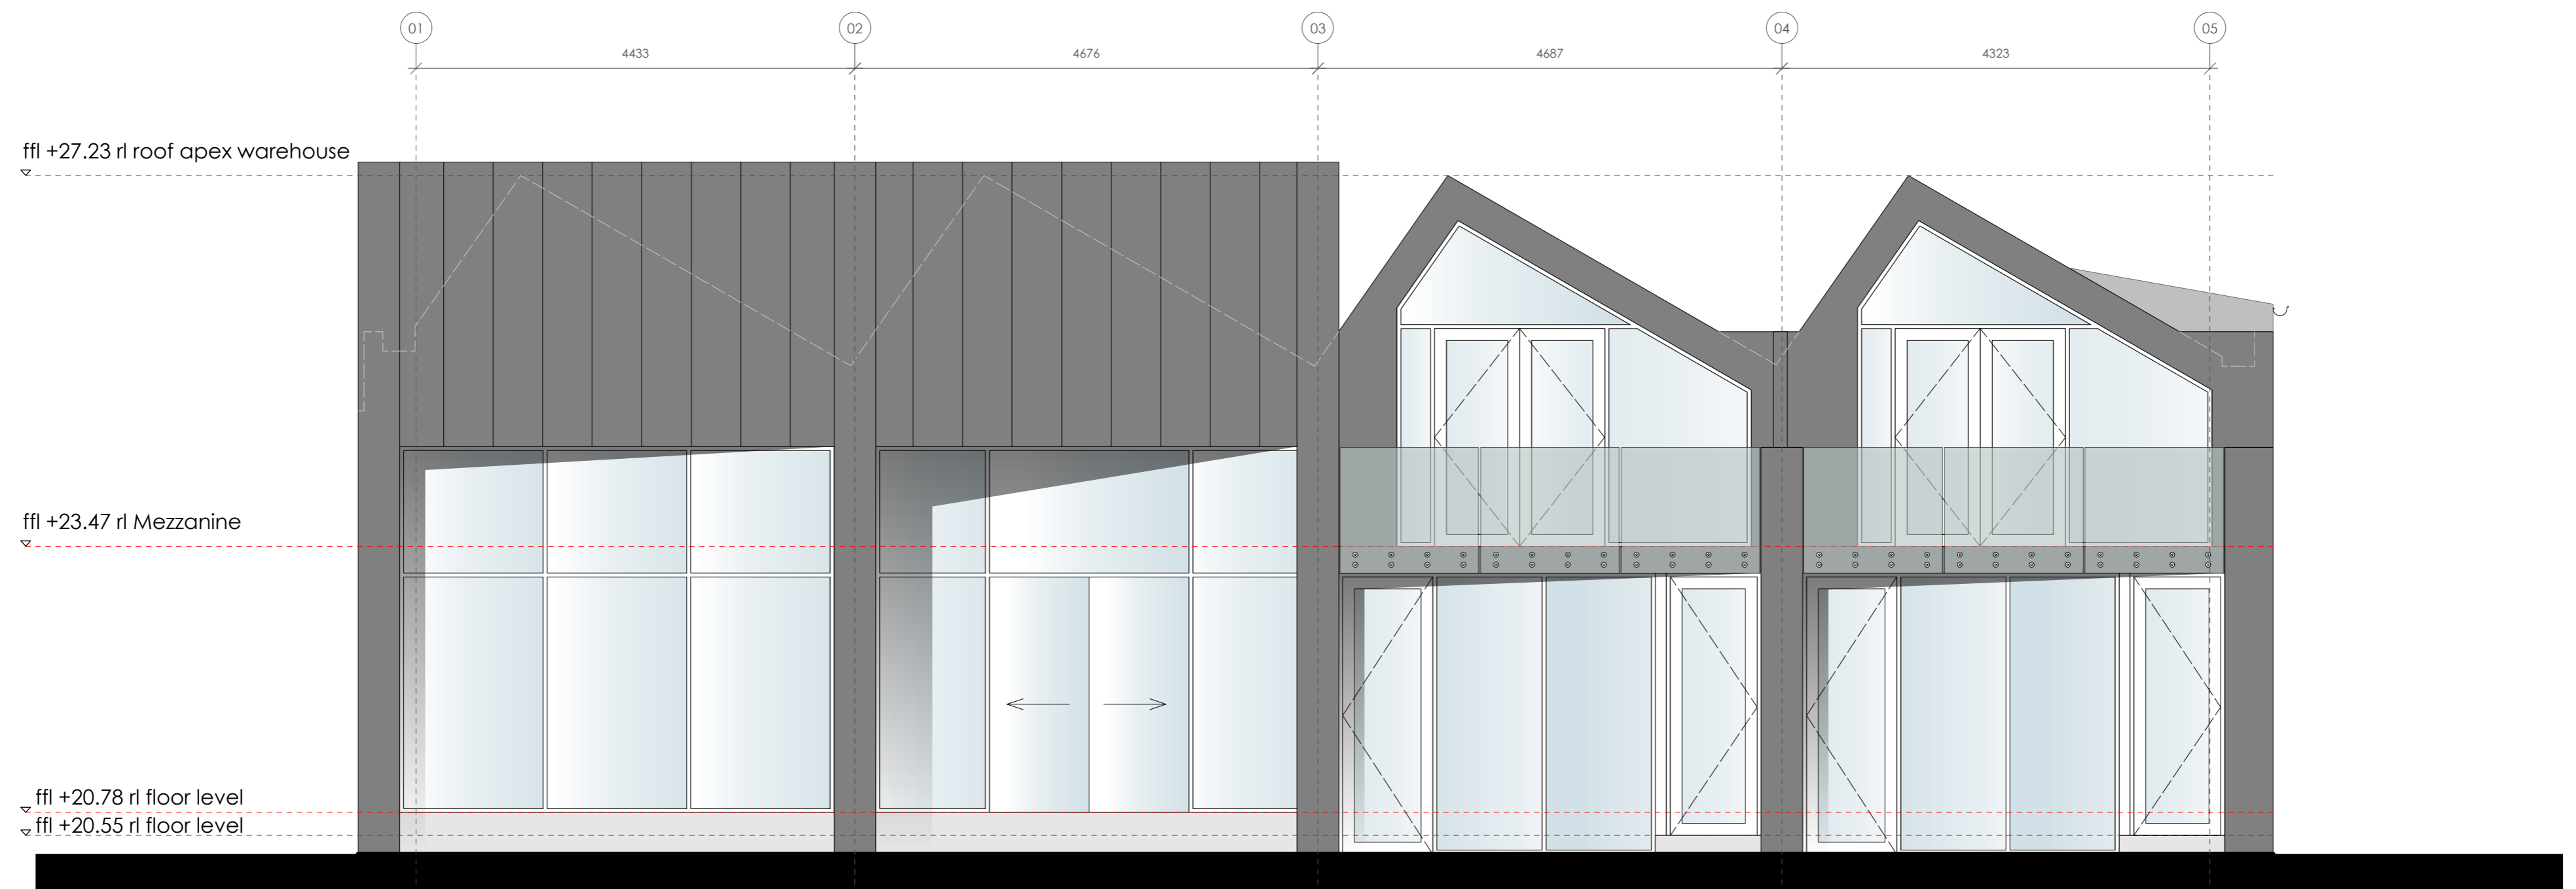 01 02 03 04 05
4433 4676 4687 4323
ffl +27.23 rl roof apex warehouse
ffl +23.47 rl Mezzanine
ffl +20.78 rl floor level
ffl +20.55 rl floor level